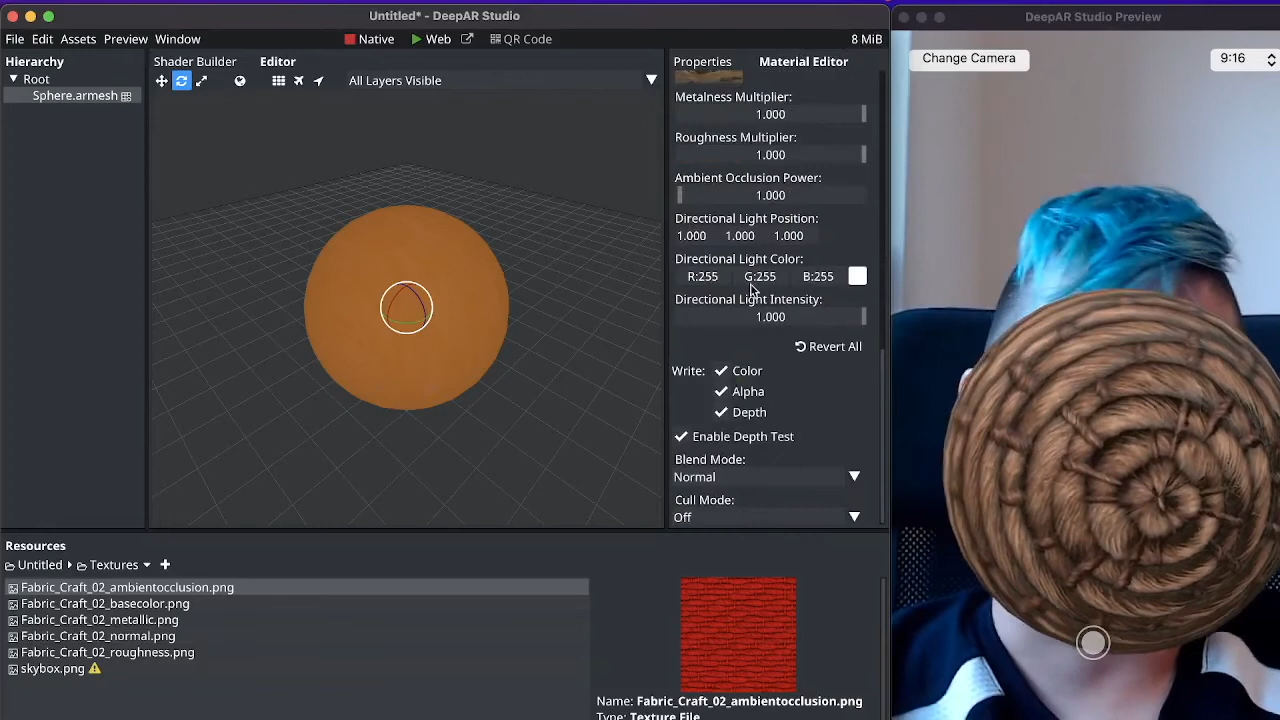 Untitled* - DeepAR Studio
File Edit Assets Preview Window
Native
Web
QR Code
8 MiB
Hierarchy
Root
Sphere.armesh
Shader Builder
Editor
All Layers Visible
Properties
Material Editor
Metalness Multiplier:
1.000
Roughness Multiplier:
1.000
Ambient Occlusion Power:
1.000
Directional Light Position:
1.000 1.000 1.000
Directional Light Color:
R:255 G:255 B:255
Directional Light Intensity:
1.000
Revert All
Write: Color
Alpha
Depth
Enable Depth Test
Blend Mode:
Normal
Cull Mode:
Off
Resources
Untitled Textures
Fabric_Craft_02_ambientocclusion.png
Fabric_Craft_02_basecolor.png
Fabric_Craft_02_metallic.png
Fabric_Craft_02_normal.png
Fabric_Craft_02_roughness.png
skybox.png
Name: Fabric_Craft_02_ambientocclusion.png
Type: Texture File
DeepAR Studio Preview
Change Camera
9:16